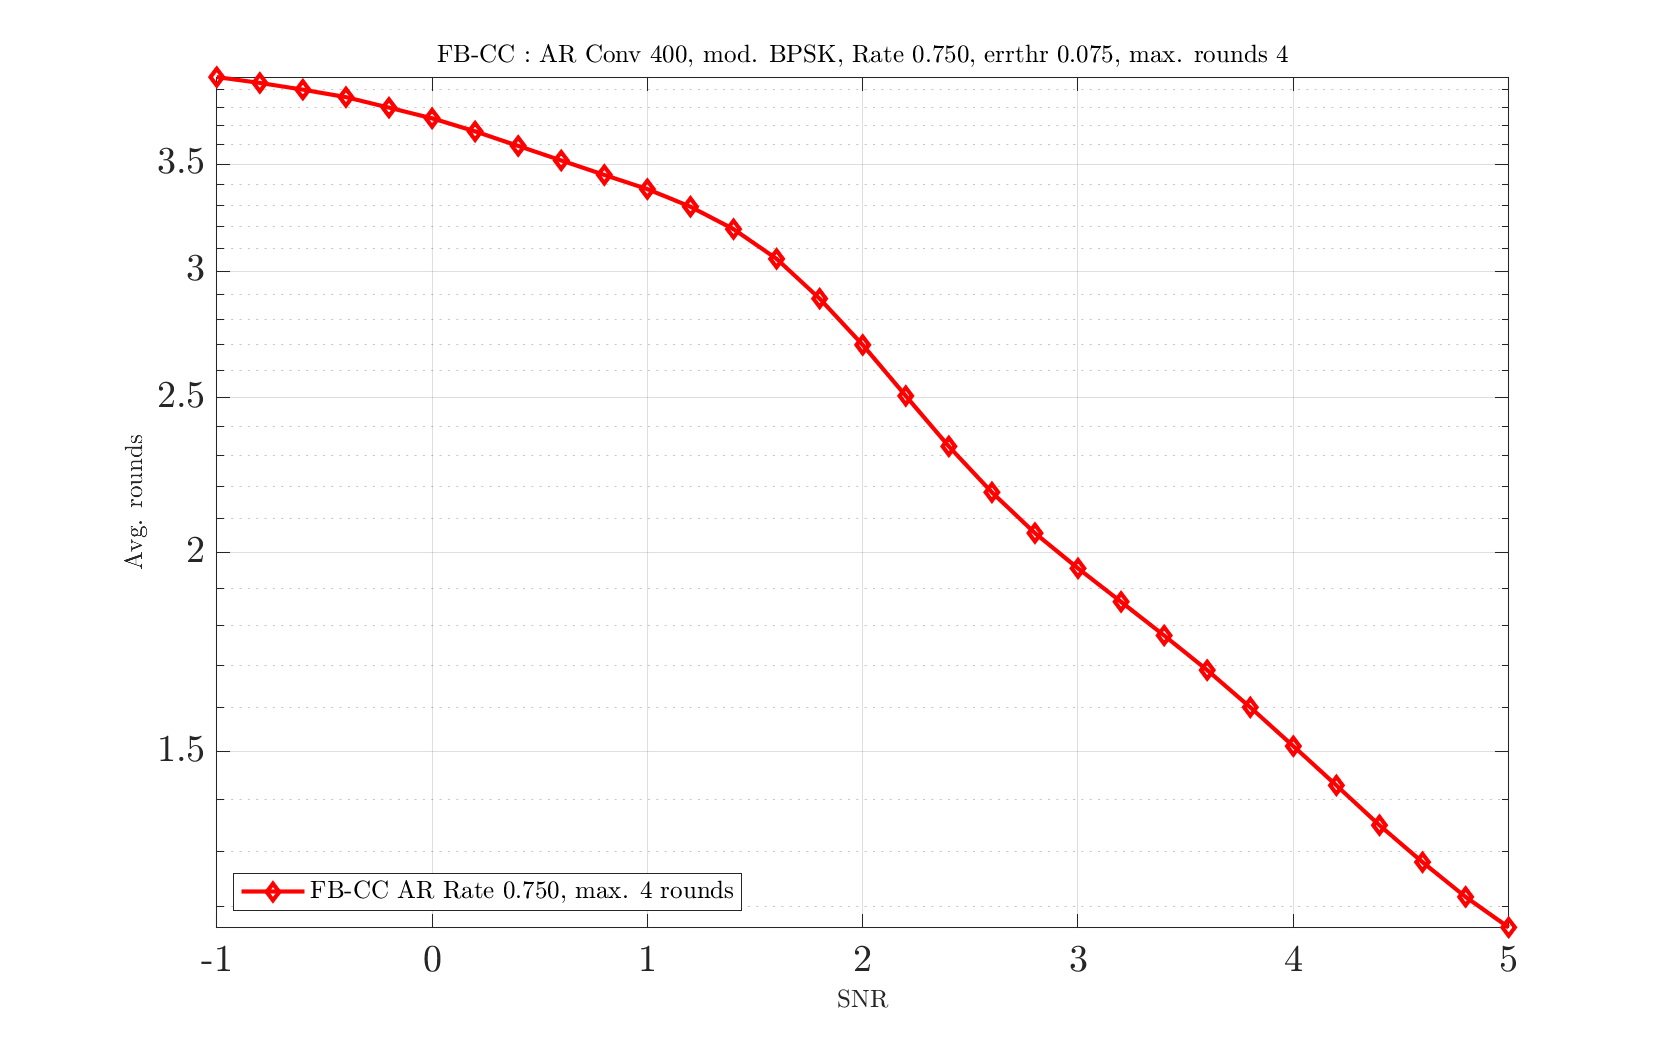 FB-CC : AR Conv 400, mod. BPSK, Rate 0.750, errthr 0.075, max. rounds 4
3.5
3
2.5
2
1.5
Avg. rounds
FB-CC AR Rate 0.750, max. 4 rounds
-1 0 1 2 3 4 5
SNR